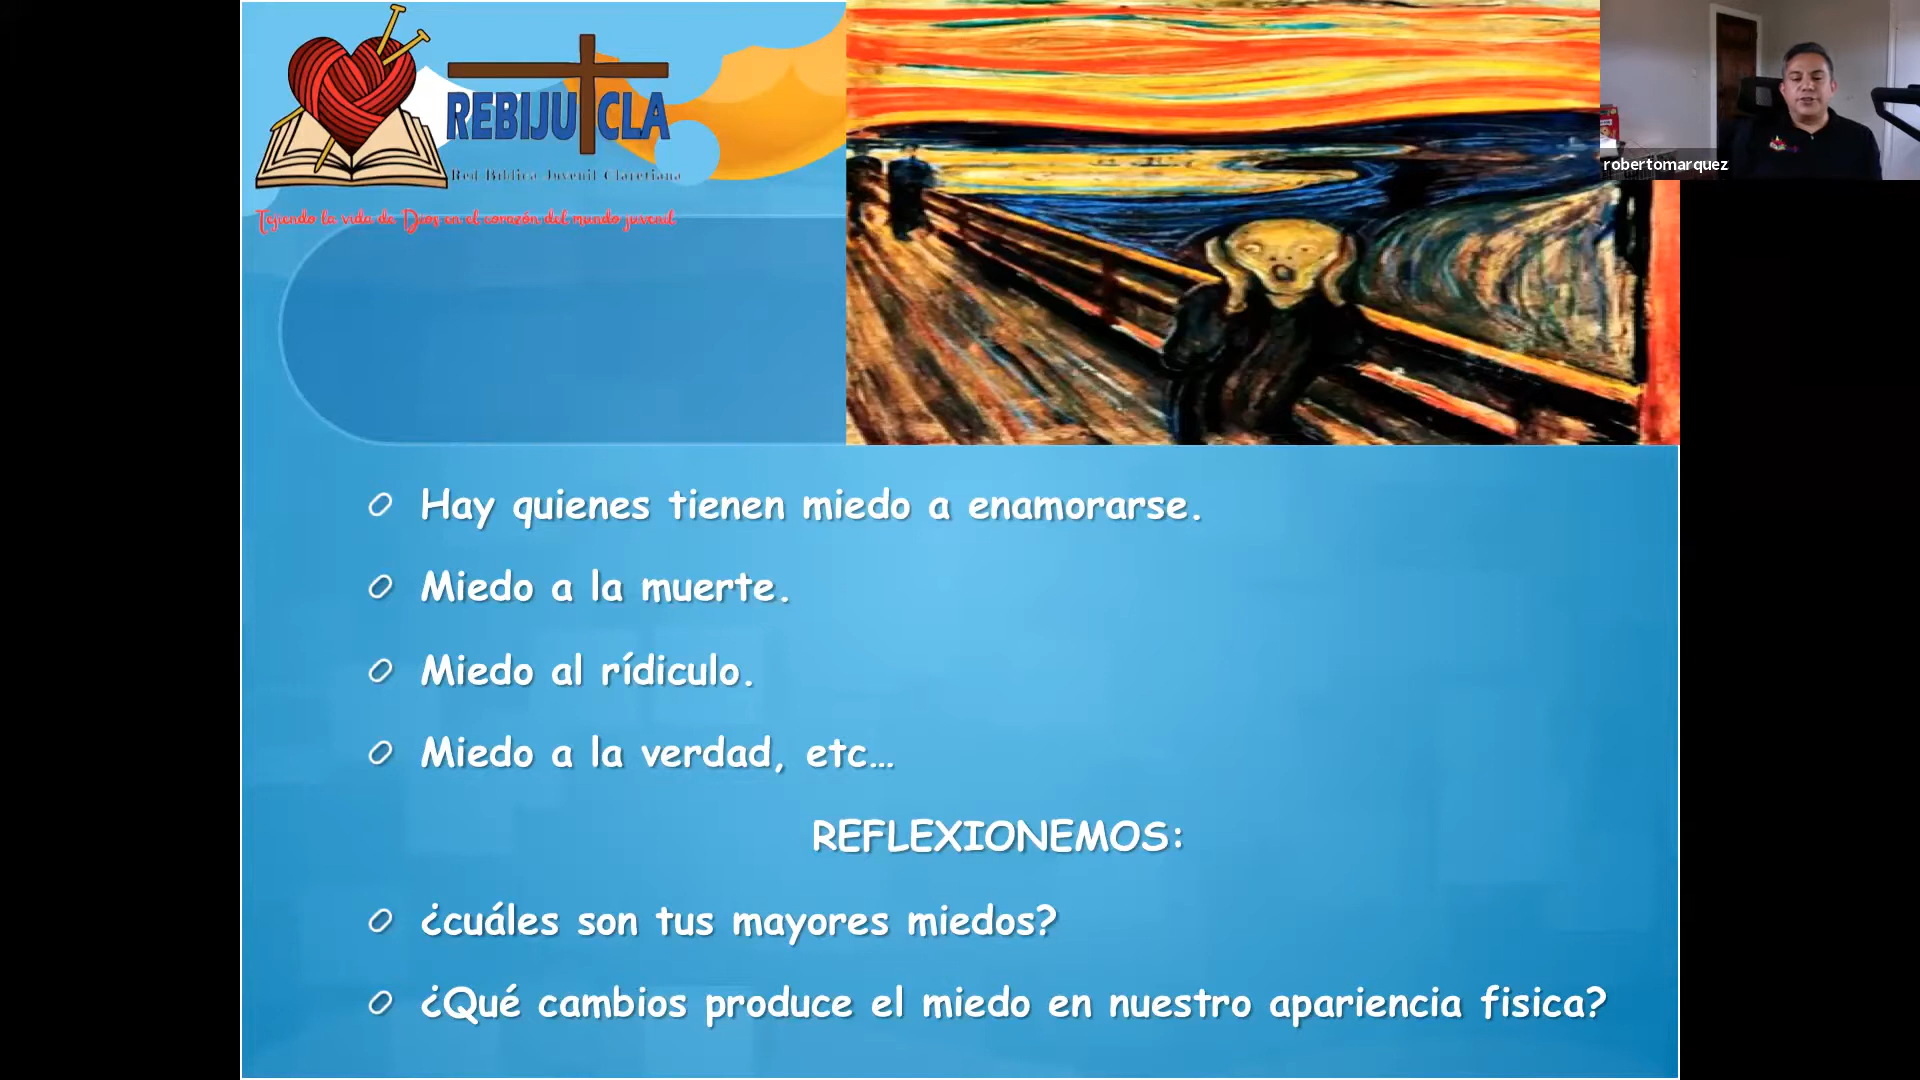 REBIJU CLA
Red Bíblica Juvenil Claretiana
Tejiendo la vida de Dios en el corazón del mundo juvenil
robertomarquez
Hay quienes tienen miedo a enamorarse.
Miedo a la muerte.
Miedo al rídiculo.
Miedo a la verdad, etc…
REFLEXIONEMOS:
¿cuáles son tus mayores miedos?
¿Qué cambios produce el miedo en nuestro apariencia fisica?